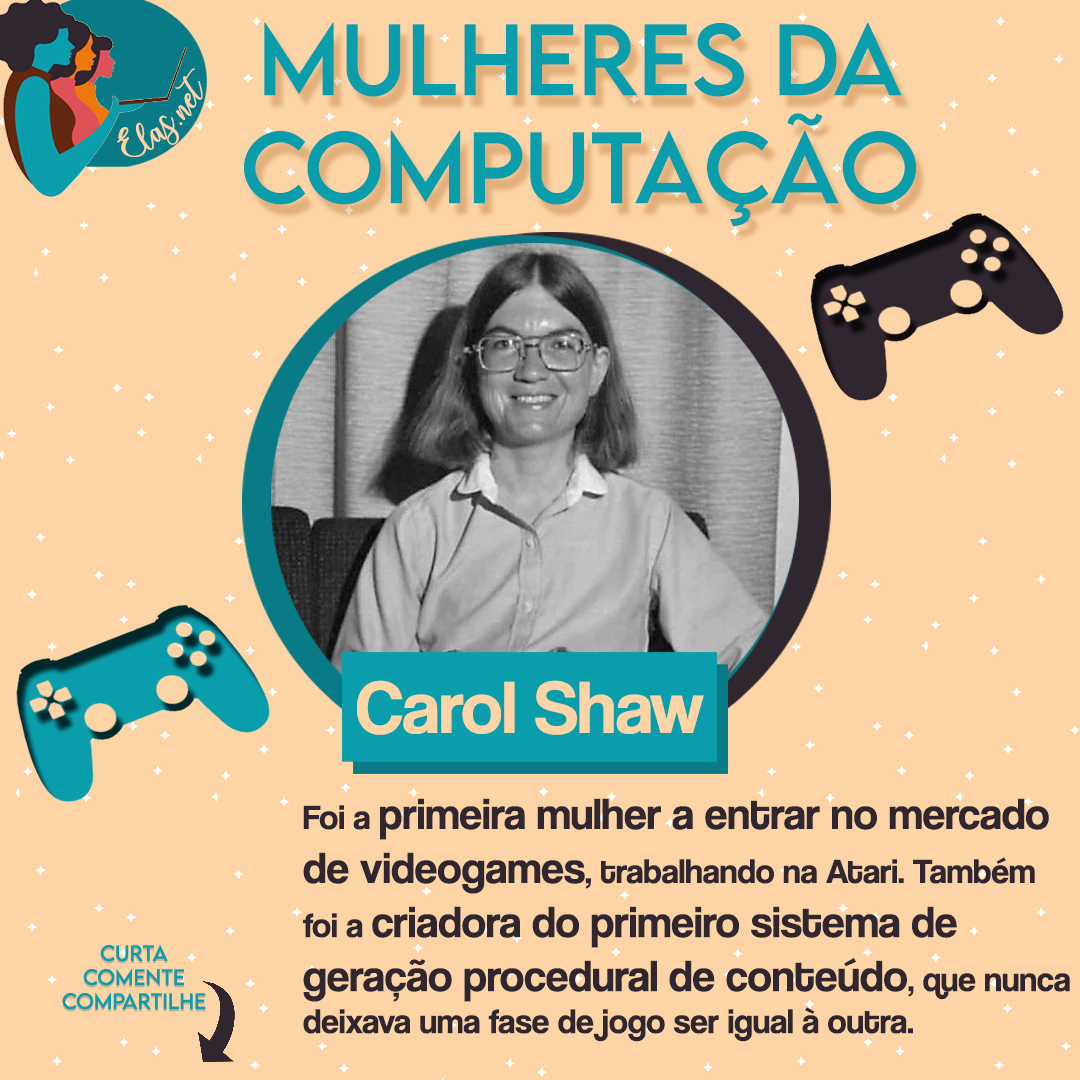 Elas.net
MULHERES DA
COMPUTAÇÃO
Carol Shaw
Foi a primeira mulher a entrar no mercado
de videogames, trabalhando na Atari. Também
foi a criadora do primeiro sistema de
geração procedural de conteúdo, que nunca
deixava uma fase de jogo ser igual à outra.
CURTA
COMENTE
COMPARTILHE